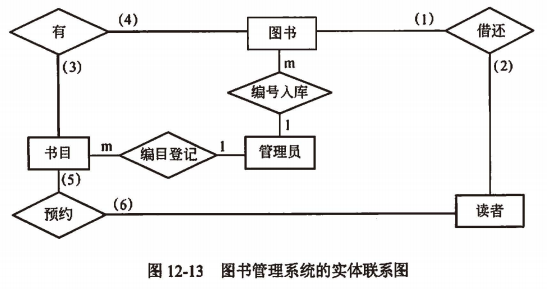 有 (4) 图书 (1) 借还
(3) m (2)
编号入库
1
书目 m 编目登记 1 管理员
(5)
预约 (6) 读者
图 12-13 图书管理系统的实体联系图